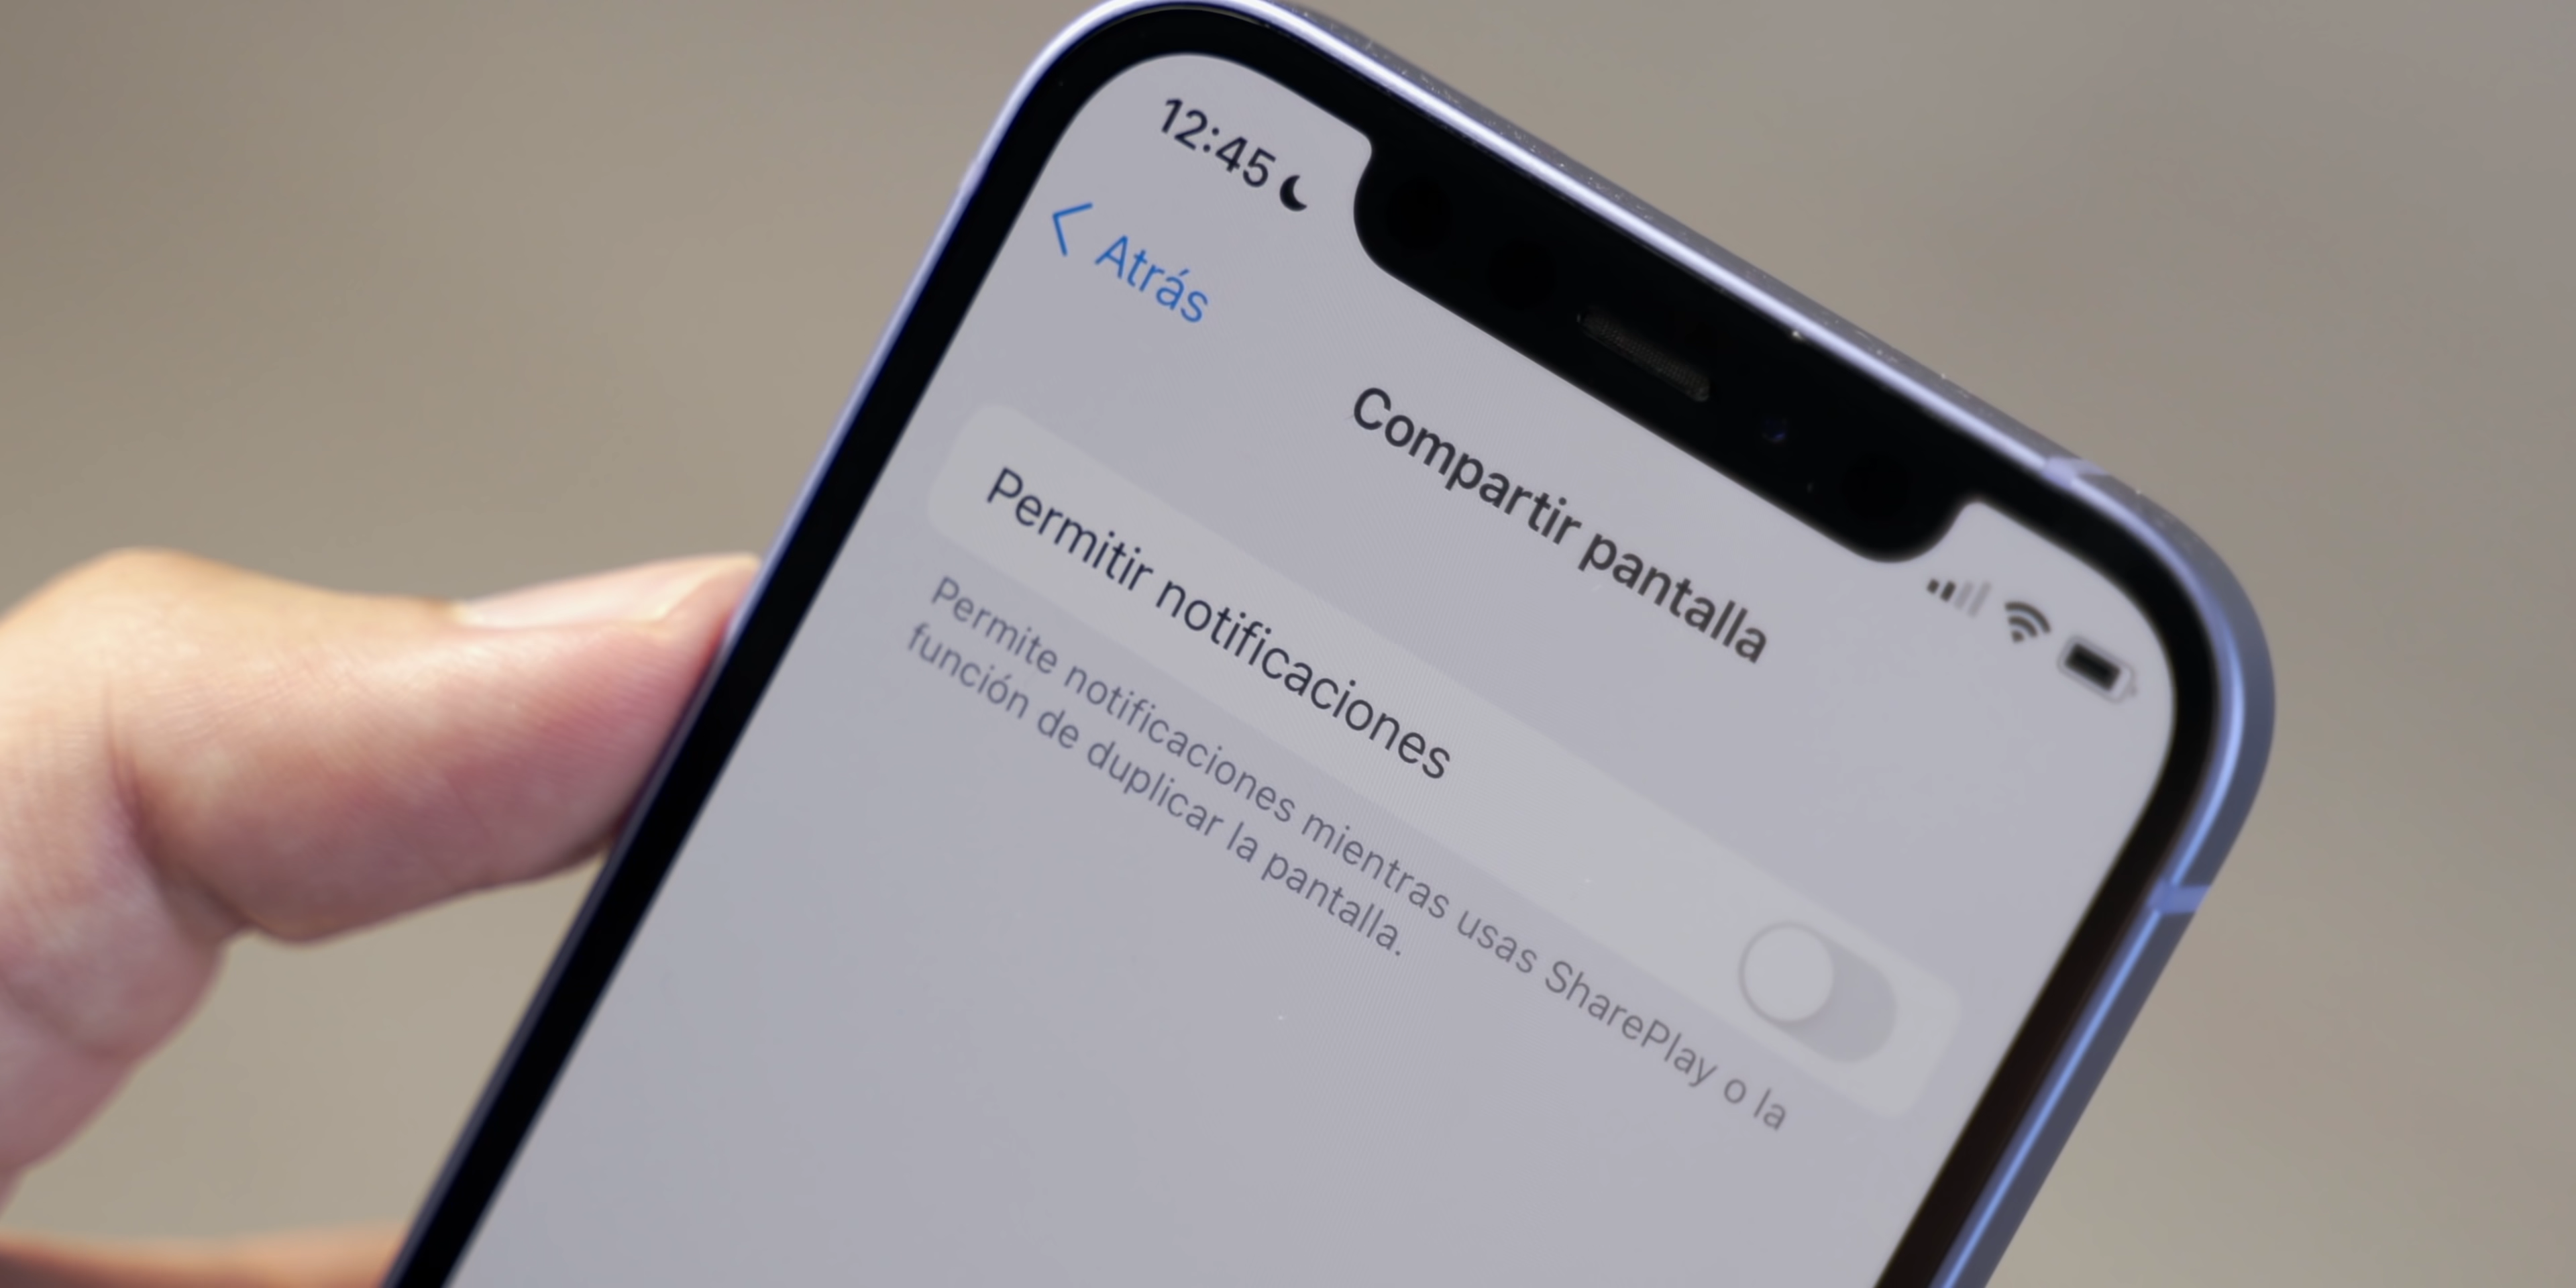 12:45
Atrás
Compartir pantalla
Permitir notificaciones
Permite notificaciones mientras usas SharePlay o la
función de duplicar la pantalla.